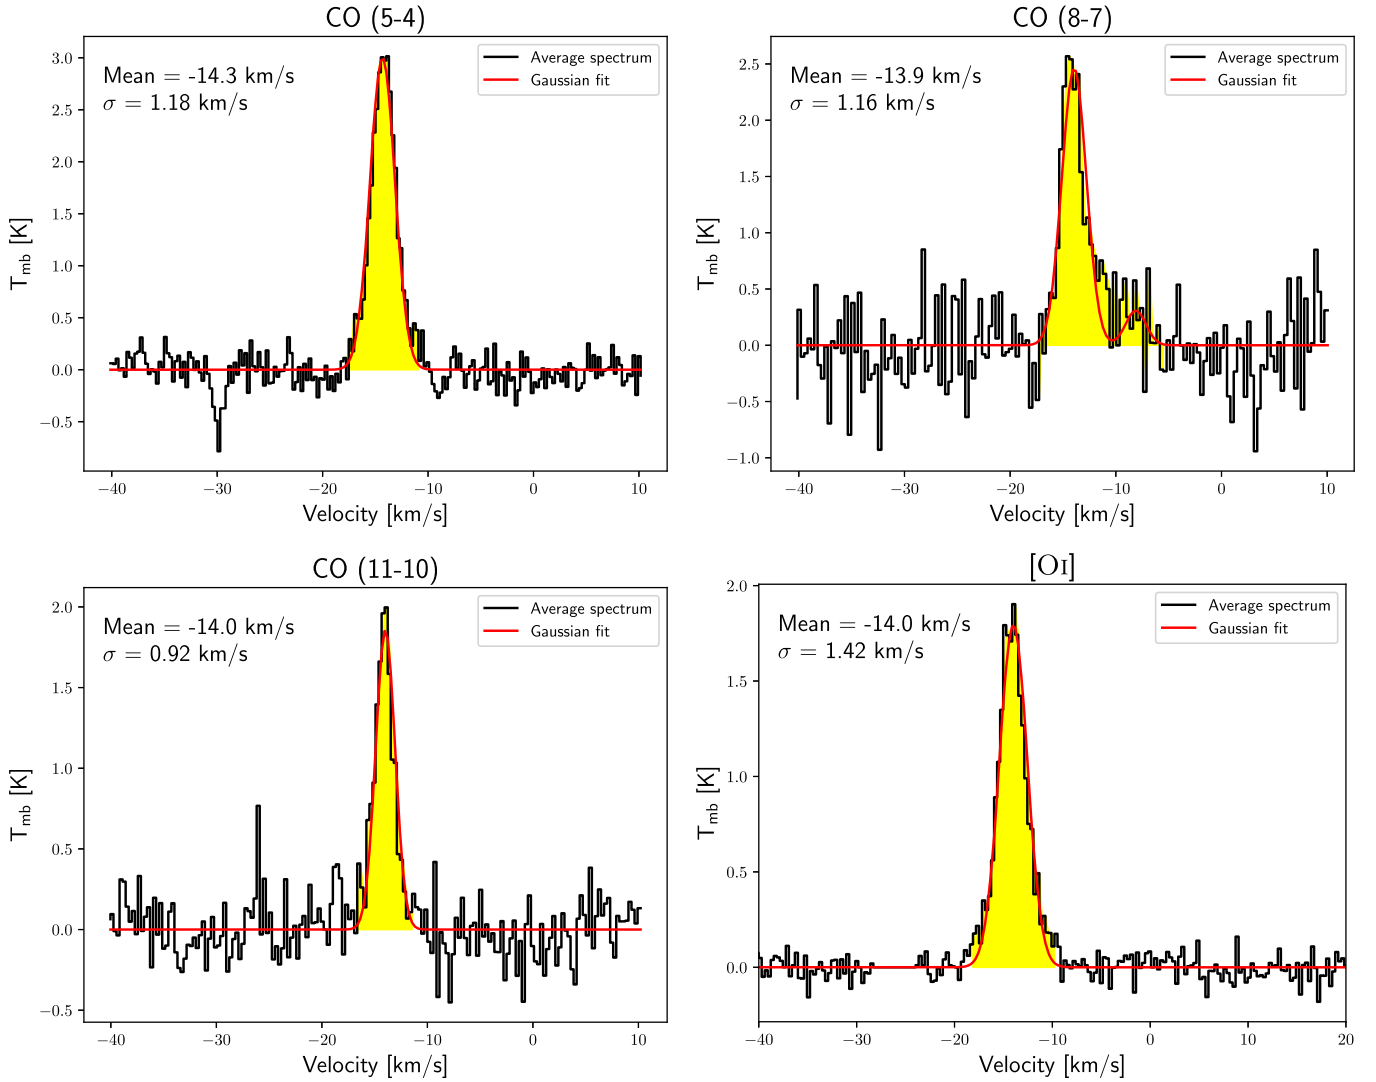 CO (5-4)
Mean = -14.3 km/s
σ = 1.18 km/s
Average spectrum
Gaussian fit
3.0
2.5
2.0
1.5
1.0
0.5
0.0
−0.5
T_mb [K]
−40 −30 −20 −10 0 10
Velocity [km/s]
CO (8-7)
Mean = -13.9 km/s
σ = 1.16 km/s
Average spectrum
Gaussian fit
2.5
2.0
1.5
1.0
0.5
0.0
−0.5
−1.0
T_mb [K]
−40 −30 −20 −10 0 10
Velocity [km/s]
CO (11-10)
Mean = -14.0 km/s
σ = 0.92 km/s
Average spectrum
Gaussian fit
2.0
1.5
1.0
0.5
0.0
−0.5
T_mb [K]
−40 −30 −20 −10 0 10
Velocity [km/s]
[OI]
Mean = -14.0 km/s
σ = 1.42 km/s
Average spectrum
Gaussian fit
2.0
1.5
1.0
0.5
0.0
T_mb [K]
−40 −30 −20 −10 0 10 20
Velocity [km/s]